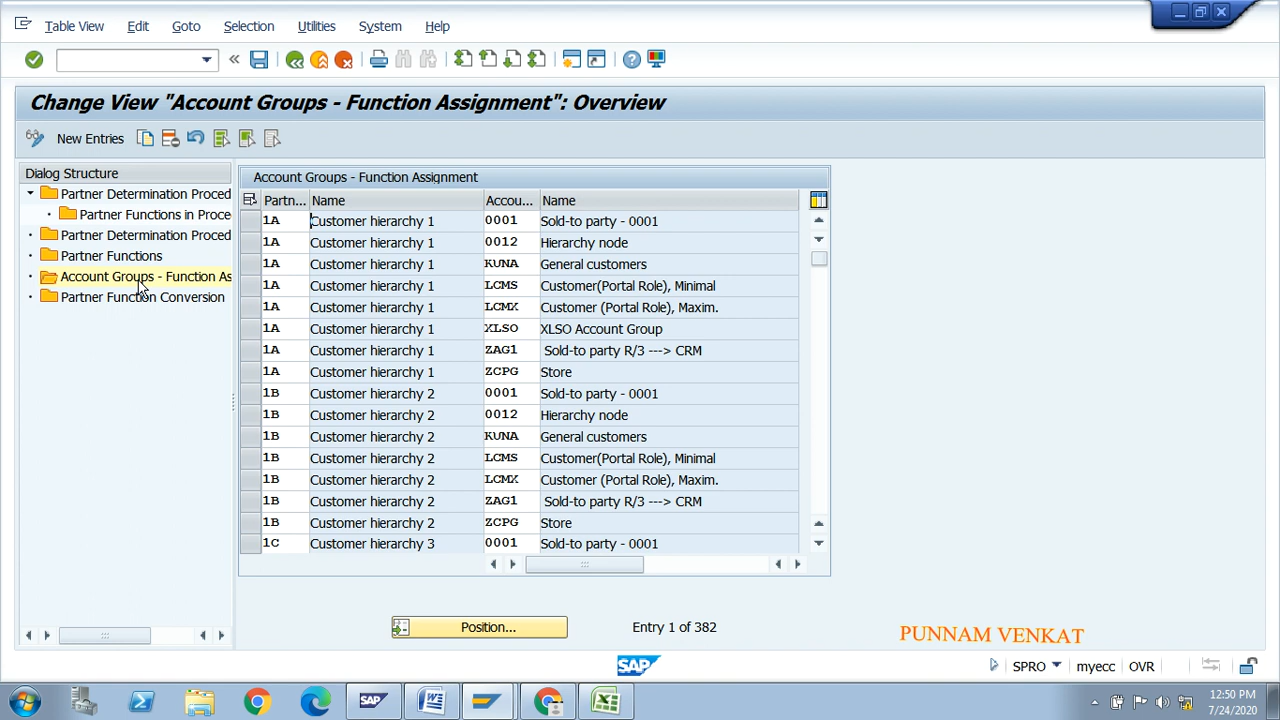 Table View Edit Goto Selection Utilities System Help
Change View "Account Groups - Function Assignment": Overview
New Entries
Dialog Structure
Partner Determination Proced
Partner Functions in Proce
Partner Determination Proced
Partner Functions
Account Groups - Function As
Partner Function Conversion
Account Groups - Function Assignment
Partn... Name Accou... Name
1A Customer hierarchy 1 0001 Sold-to party - 0001
1A Customer hierarchy 1 0012 Hierarchy node
1A Customer hierarchy 1 KUNA General customers
1A Customer hierarchy 1 LCMS Customer(Portal Role), Minimal
1A Customer hierarchy 1 LCMX Customer (Portal Role), Maxim.
1A Customer hierarchy 1 XLSO XLSO Account Group
1A Customer hierarchy 1 ZAG1 Sold-to party R/3 ---> CRM
1A Customer hierarchy 1 ZCPG Store
1B Customer hierarchy 2 0001 Sold-to party - 0001
1B Customer hierarchy 2 0012 Hierarchy node
1B Customer hierarchy 2 KUNA General customers
1B Customer hierarchy 2 LCMS Customer(Portal Role), Minimal
1B Customer hierarchy 2 LCMX Customer (Portal Role), Maxim.
1B Customer hierarchy 2 ZAG1 Sold-to party R/3 ---> CRM
1B Customer hierarchy 2 ZCPG Store
1C Customer hierarchy 3 0001 Sold-to party - 0001
Position... Entry 1 of 382
PUNNAM VENKAT
SAP
SPRO myecc OVR
SAP
12:50 PM
7/24/2020